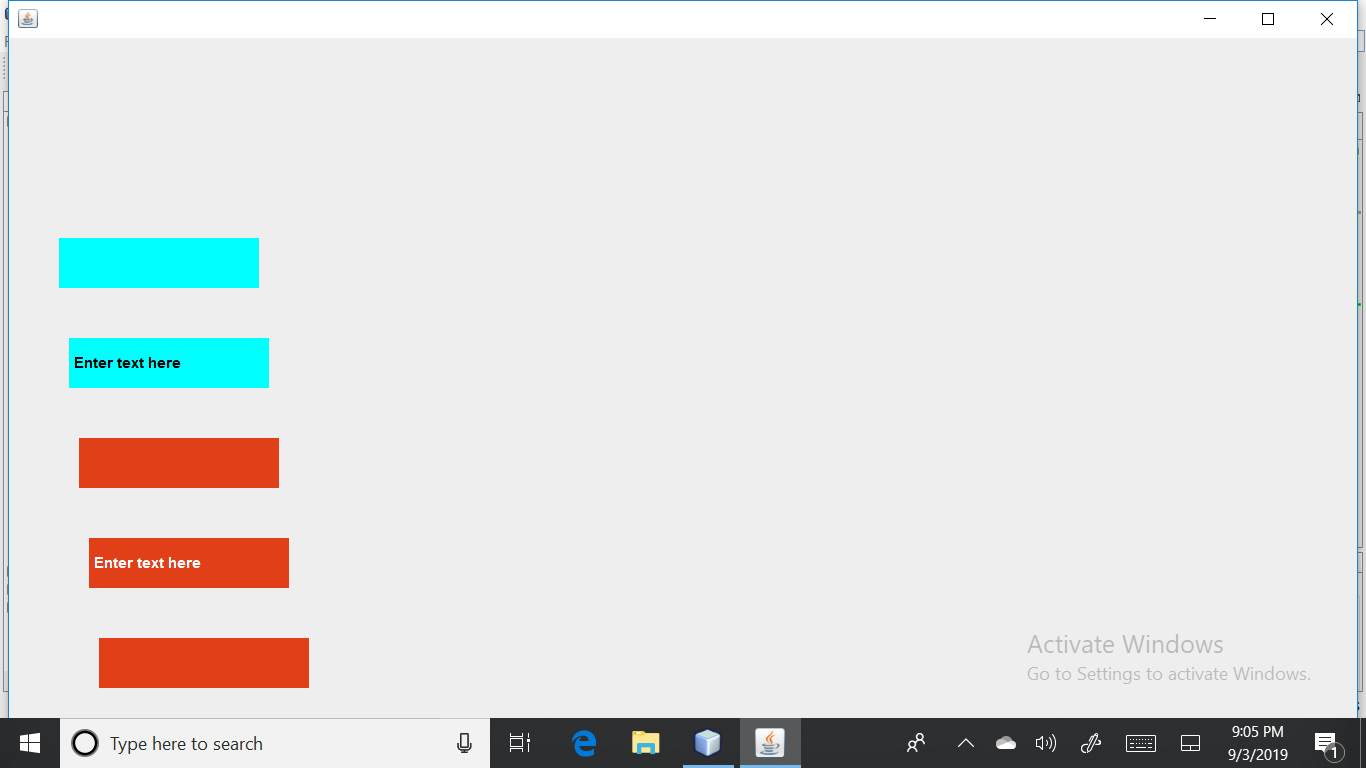 Enter text here
Enter text here
Activate Windows
Go to Settings to activate Windows.
Type here to search
9:05 PM
9/3/2019
1